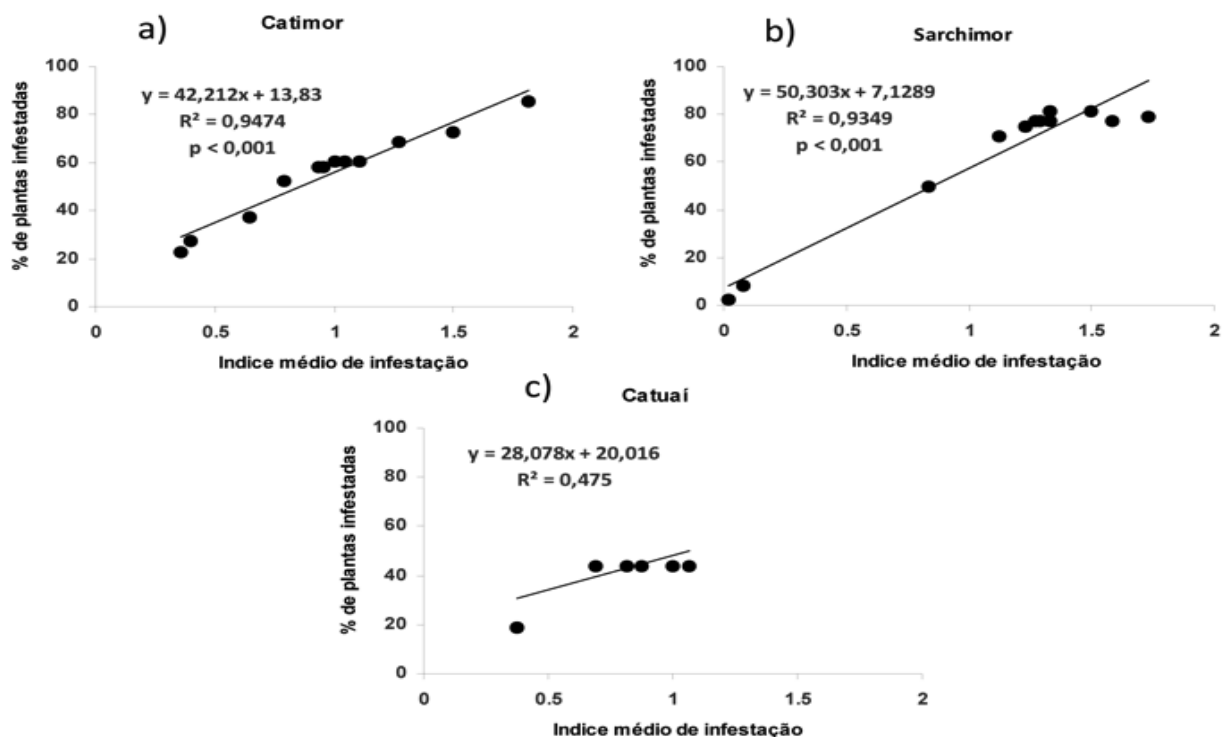 a)
Catimor
% de plantas infestadas
100
80
60
40
20
0
y = 42,212x + 13,83
R² = 0,9474
p < 0,001
0 0.5 1 1.5 2
Indice médio de infestação
b)
Sarchimor
% de plantas infestadas
100
80
60
40
20
0
y = 50,303x + 7,1289
R² = 0,9349
p < 0,001
0 0.5 1 1.5 2
Indice médio de infestação
c)
Catuaí
% de plantas infestadas
100
80
60
40
20
0
y = 28,078x + 20,016
R² = 0,475
0 0.5 1 1.5 2
Indice médio de infestação